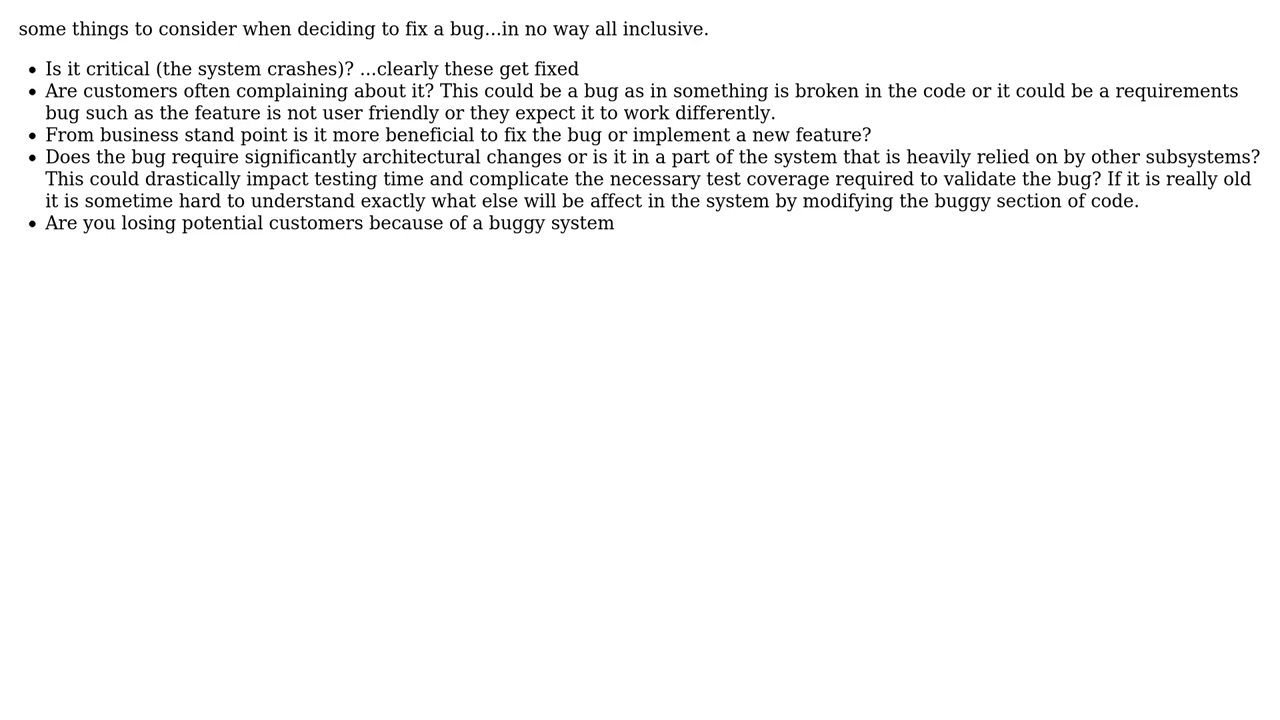 some things to consider when deciding to fix a bug...in no way all inclusive.
• Is it critical (the system crashes)? ...clearly these get fixed
• Are customers often complaining about it? This could be a bug as in something is broken in the code or it could be a requirements
bug such as the feature is not user friendly or they expect it to work differently.
• From business stand point is it more beneficial to fix the bug or implement a new feature?
• Does the bug require significantly architectural changes or is it in a part of the system that is heavily relied on by other subsystems?
This could drastically impact testing time and complicate the necessary test coverage required to validate the bug? If it is really old
it is sometime hard to understand exactly what else will be affect in the system by modifying the buggy section of code.
• Are you losing potential customers because of a buggy system